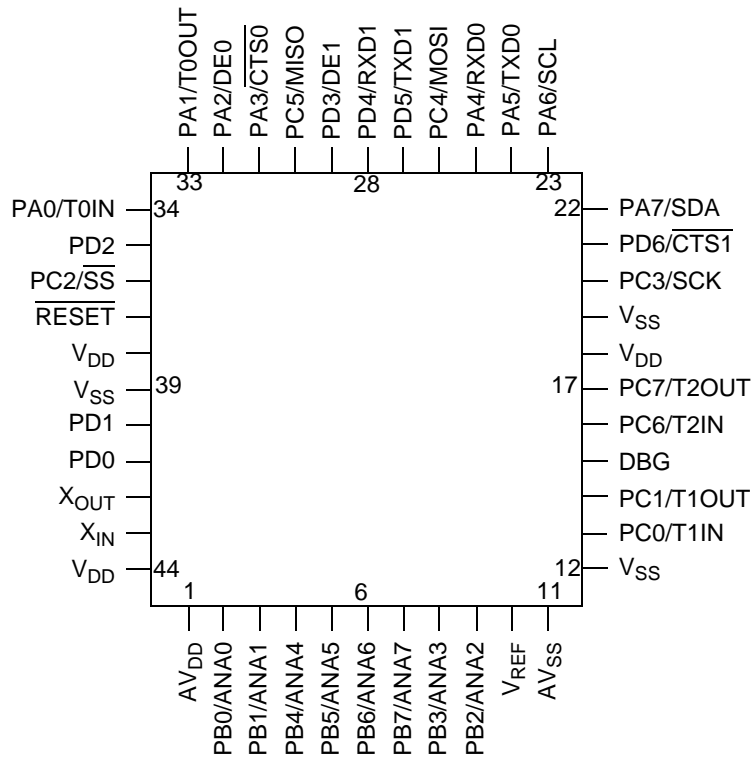 PA1/T0OUT
PA2/DE0
PA3/C̅T̅S̅0̅
PC5/MISO
PD3/DE1
PD4/RXD1
PD5/TXD1
PC4/MOSI
PA4/RXD0
PA5/TXD0
PA6/SCL
33
28
23
PA0/T0IN
34
22
PA7/SDA
PD2
PD6/C̅T̅S̅1̅
PC2/S̅S̅
PC3/SCK
R̅E̅S̅E̅T̅
VSS
VDD
VDD
VSS
39
17
PC7/T2OUT
PD1
PC6/T2IN
PD0
DBG
XOUT
PC1/T1OUT
XIN
PC0/T1IN
VDD
44
12
VSS
1
6
11
AVDD
PB0/ANA0
PB1/ANA1
PB4/ANA4
PB5/ANA5
PB6/ANA6
PB7/ANA7
PB3/ANA3
PB2/ANA2
VREF
AVSS